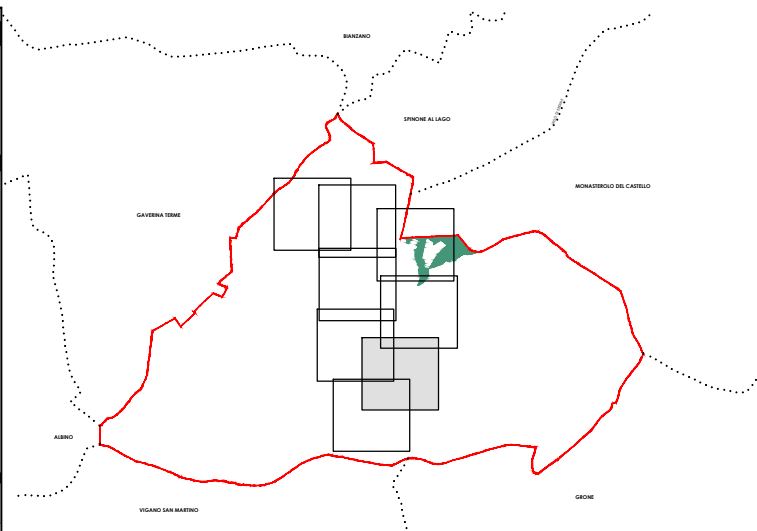 BIANZANO
SPINONE AL LAGO
MONASTEROLO DEL CASTELLO
GAVERINA TERME
ALBINO
GRONE
VIGANO SAN MARTINO